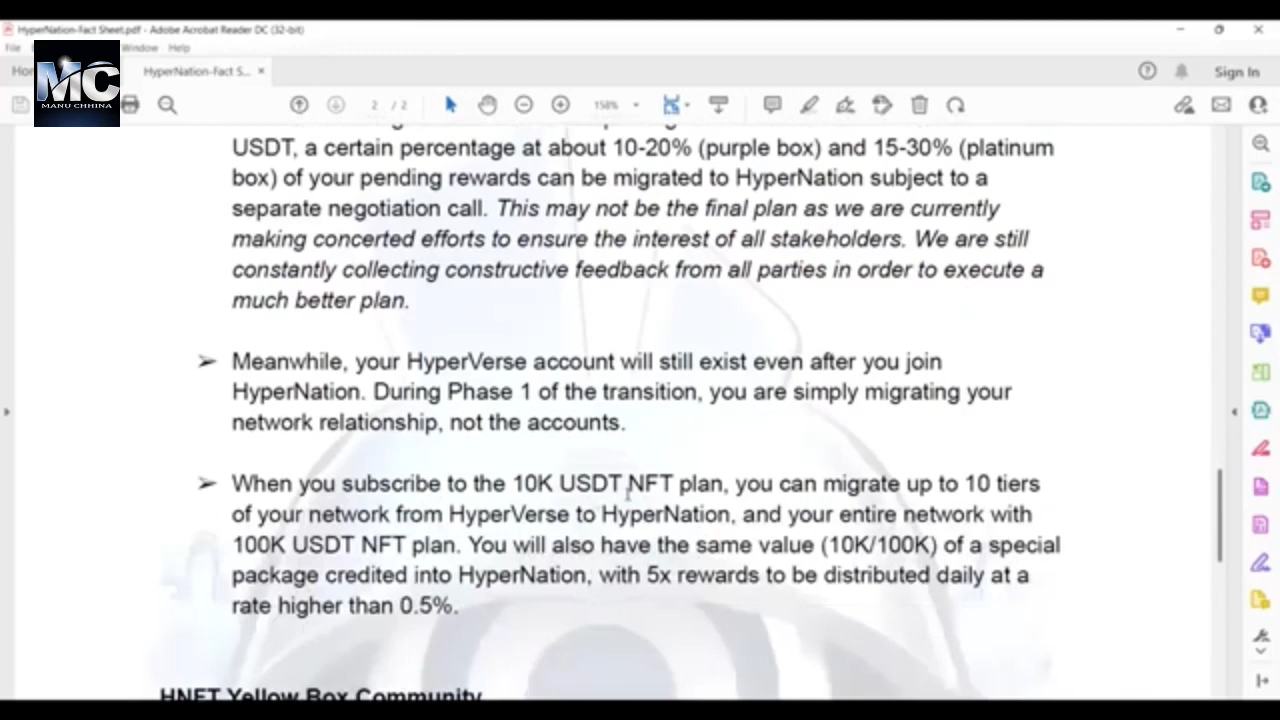 HyperNation-Fact Sheet.pdf - Adobe Acrobat Reader DC (32-bit)
File Window Help
MC
MANU CHHINA
HyperNation-Fact S... ×
Sign In
2 / 2
158%
USDT, a certain percentage at about 10-20% (purple box) and 15-30% (platinum
box) of your pending rewards can be migrated to HyperNation subject to a
separate negotiation call. This may not be the final plan as we are currently
making concerted efforts to ensure the interest of all stakeholders. We are still
constantly collecting constructive feedback from all parties in order to execute a
much better plan.
➢ Meanwhile, your HyperVerse account will still exist even after you join
HyperNation. During Phase 1 of the transition, you are simply migrating your
network relationship, not the accounts.
➢ When you subscribe to the 10K USDT NFT plan, you can migrate up to 10 tiers
of your network from HyperVerse to HyperNation, and your entire network with
100K USDT NFT plan. You will also have the same value (10K/100K) of a special
package credited into HyperNation, with 5x rewards to be distributed daily at a
rate higher than 0.5%.
HNFT Yellow Box Community